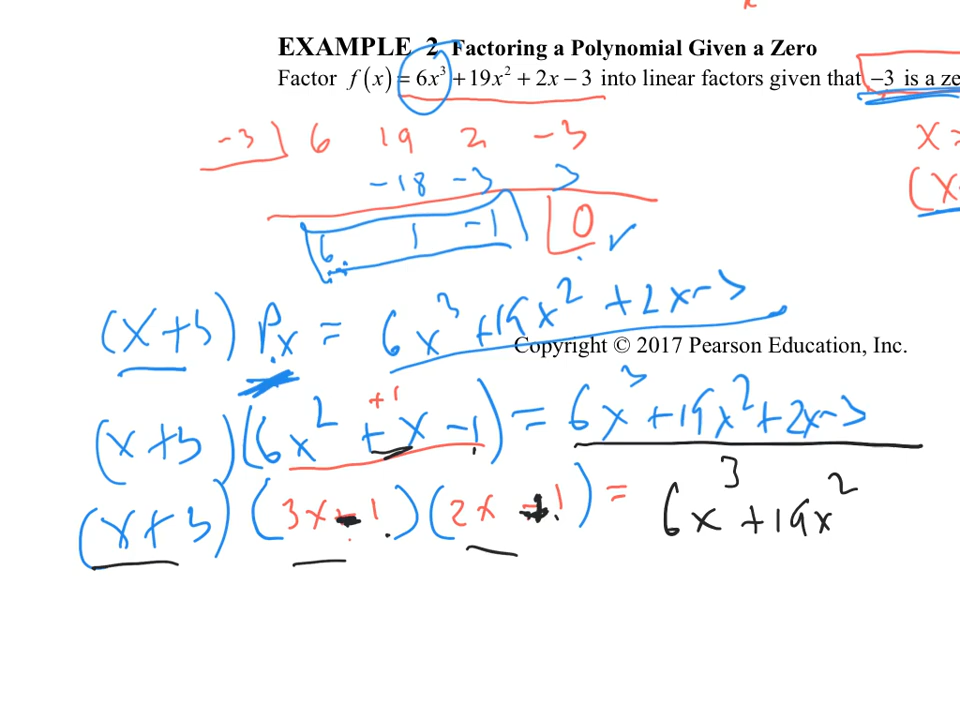 EXAMPLE 2 Factoring a Polynomial Given a Zero
Factor f(x) = 6x³ + 19x² + 2x − 3 into linear factors given that −3 is a ze
−3 6 19 2 −3
x =
−18 −3 3
(x
6 1 −1 0 ✓
(x+3) Px = 6x³ + 19x² + 2x−3
Copyright © 2017 Pearson Education, Inc.
+1
(x+3)(6x² + x −1) = 6x³ + 19x² + 2x−3
(x+3)(3x − 1)(2x + 1) = 6x³ + 19x²